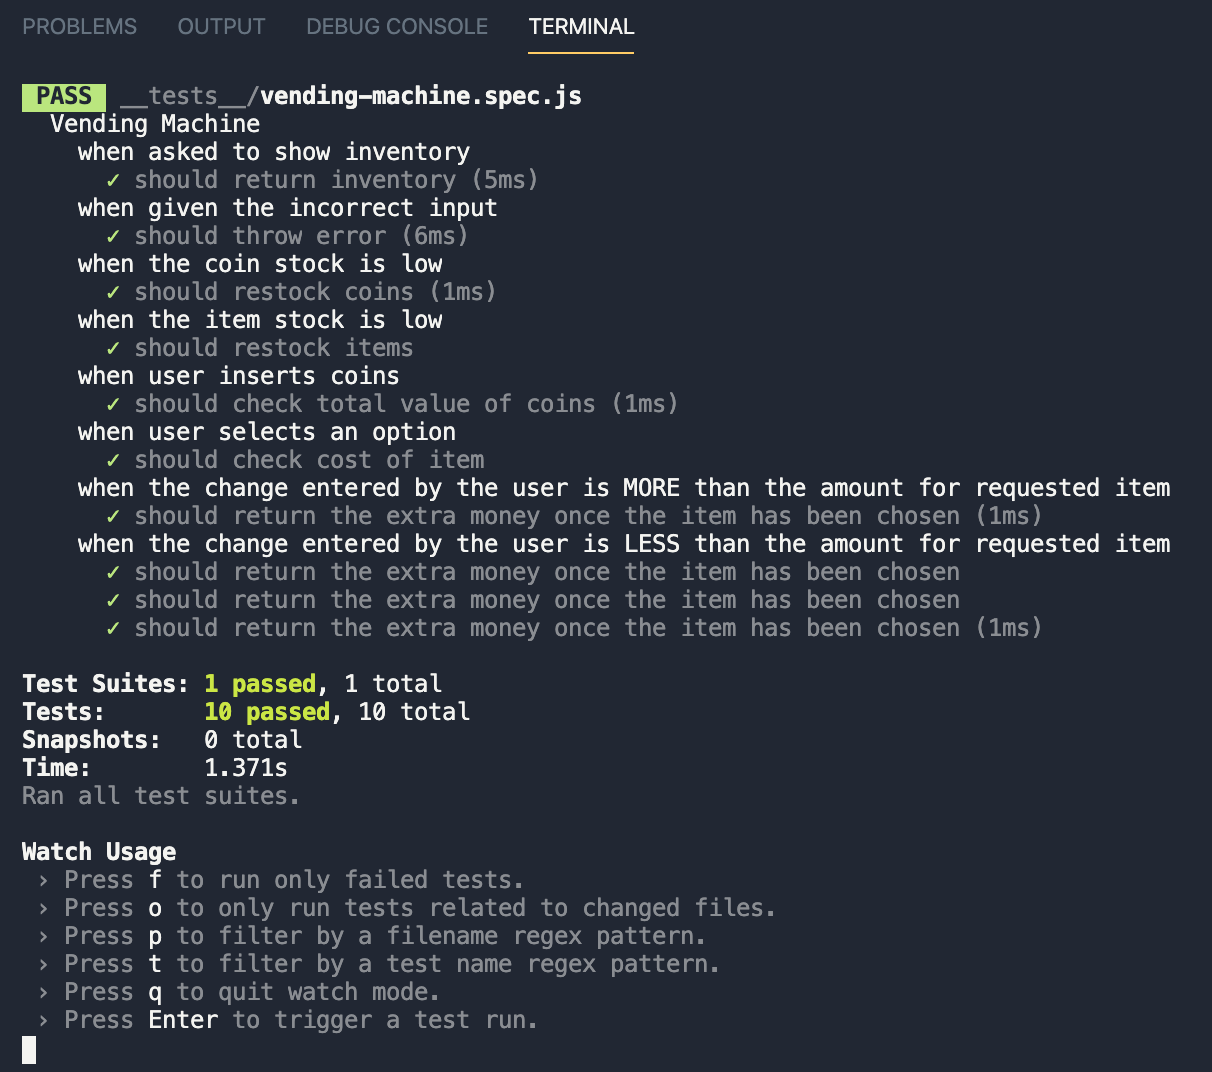 PROBLEMS OUTPUT DEBUG CONSOLE TERMINAL
PASS __tests__/vending-machine.spec.js
Vending Machine
when asked to show inventory
✓ should return inventory (5ms)
when given the incorrect input
✓ should throw error (6ms)
when the coin stock is low
✓ should restock coins (1ms)
when the item stock is low
✓ should restock items
when user inserts coins
✓ should check total value of coins (1ms)
when user selects an option
✓ should check cost of item
when the change entered by the user is MORE than the amount for requested item
✓ should return the extra money once the item has been chosen (1ms)
when the change entered by the user is LESS than the amount for requested item
✓ should return the extra money once the item has been chosen
✓ should return the extra money once the item has been chosen
✓ should return the extra money once the item has been chosen (1ms)
Test Suites: 1 passed, 1 total
Tests: 10 passed, 10 total
Snapshots: 0 total
Time: 1.371s
Ran all test suites.
Watch Usage
› Press f to run only failed tests.
› Press o to only run tests related to changed files.
› Press p to filter by a filename regex pattern.
› Press t to filter by a test name regex pattern.
› Press q to quit watch mode.
› Press Enter to trigger a test run.